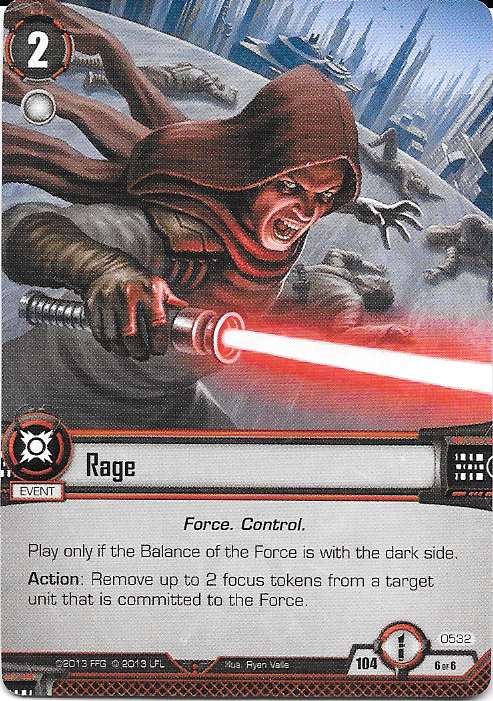 2
Rage
EVENT
Force. Control.
Play only if the Balance of the Force is with the dark side.
Action: Remove up to 2 focus tokens from a target
unit that is committed to the Force.
0532
©2013 FFG © 2013 LFL Illus. Ryan Valle
104
6 OF 6